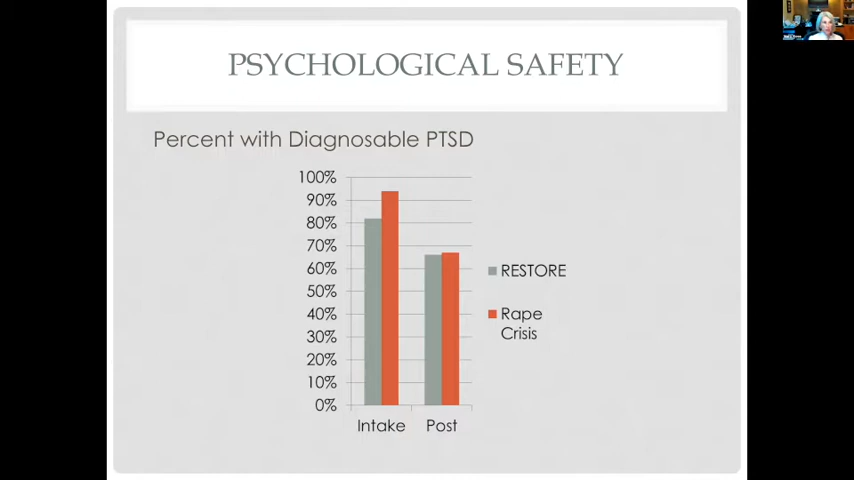 PSYCHOLOGICAL SAFETY
Percent with Diagnosable PTSD
100%
90%
80%
70%
60%
50%
40%
30%
20%
10%
0%
Intake Post
RESTORE
Rape
Crisis